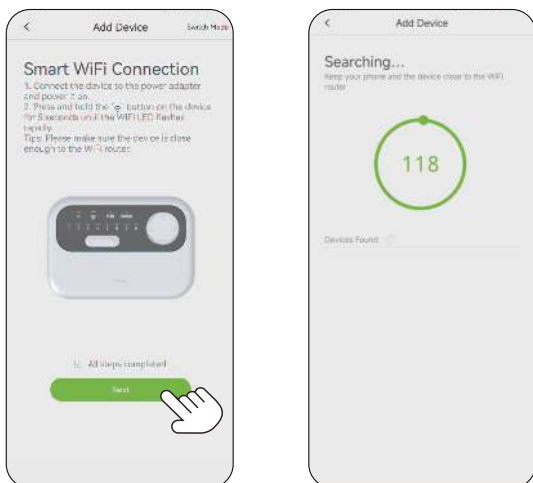 Add Device
Switch Mode
Smart WiFi Connection
1. Connect the device to the power adapter
and power it on.
2. Press and hold the button on the device
for 5 seconds until the WIFI LED flashes
rapidly.
Tips: Please make sure the device is close
enough to the WiFi router.
All steps completed
Next
Add Device
Searching...
Keep your phone and the device close to the WiFi
router
118
Devices Found: